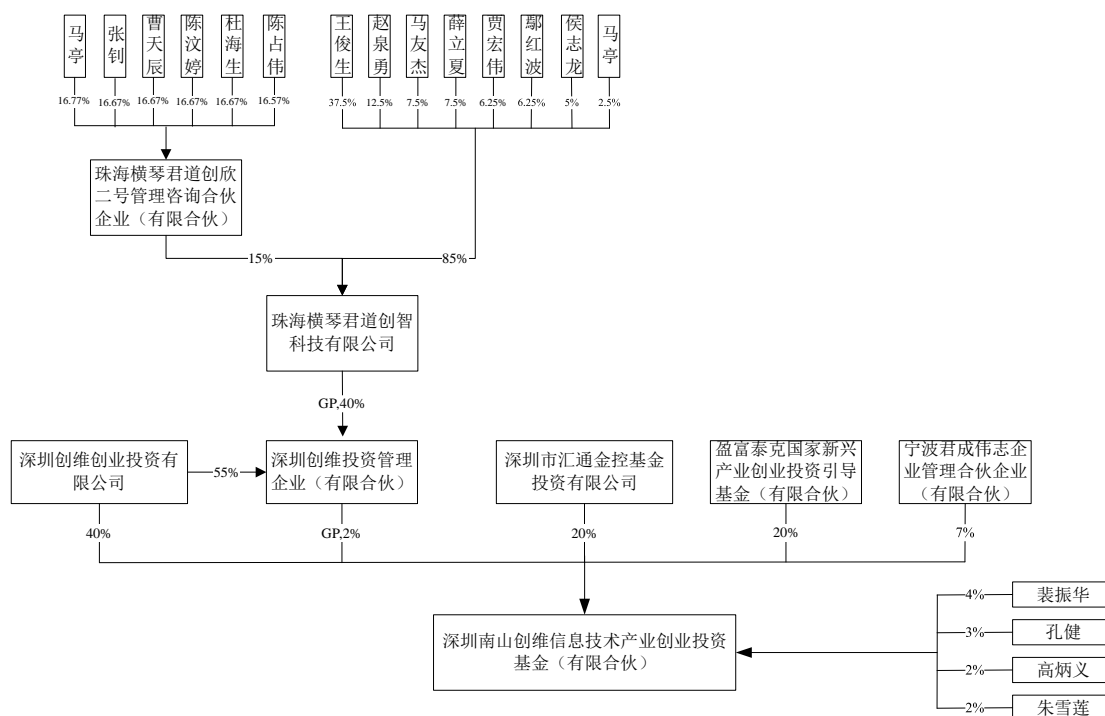 马亭
张钊
曹天辰
陈汶婷
杜海生
陈占伟
王俊生
赵泉勇
马友杰
薛立夏
贾宏伟
鄢红波
侯志龙
马亭
16.77%
16.67%
16.67%
16.67%
16.67%
16.57%
37.5%
12.5%
7.5%
7.5%
6.25%
6.25%
5%
2.5%
珠海横琴君道创欣
二号管理咨询合伙
企业（有限合伙）
15%
85%
珠海横琴君道创智
科技有限公司
GP,40%
深圳创维创业投资有
限公司
55%
深圳创维投资管理
企业（有限合伙）
深圳市汇通金控基金
投资有限公司
盈富泰克国家新兴
产业创业投资引导
基金（有限合伙）
宁波君成伟志企
业管理合伙企业
（有限合伙）
40%
GP,2%
20%
20%
7%
深圳南山创维信息技术产业创业投资
基金（有限合伙）
4%
裴振华
3%
孔健
2%
高炳义
2%
朱雪莲